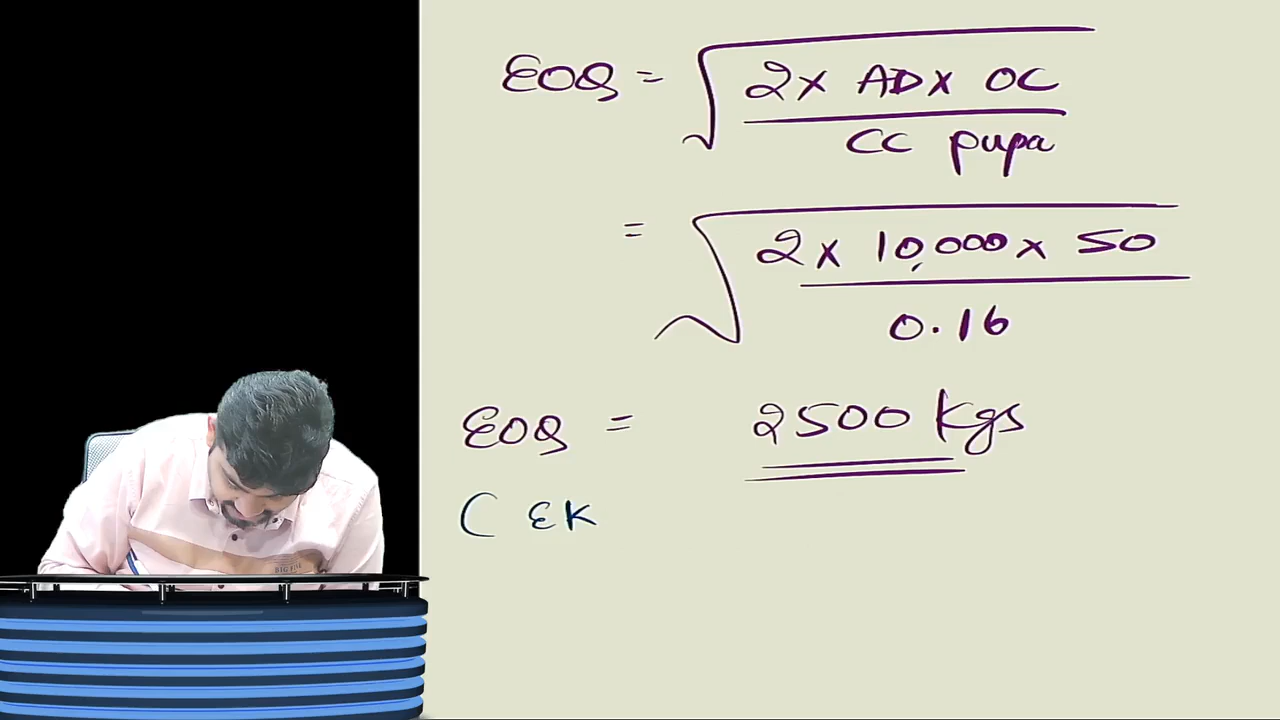 EOQ = √ 2 x AD x OC
CC pupa
= √ 2 x 10,000 x 50
0.16
EOQ = 2500 Kgs
( EK